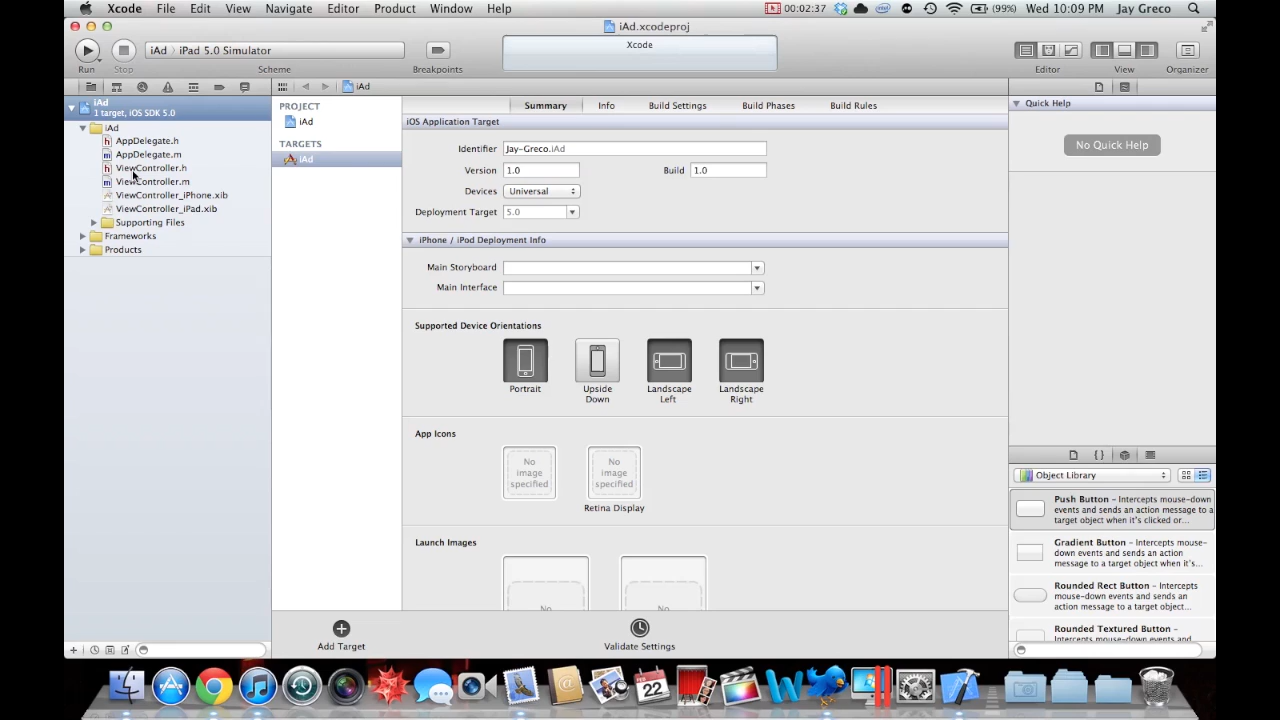 Xcode File Edit View Navigate Editor Product Window Help 00:02:37 (99%) Wed 10:09 PM Jay Greco
iAd.xcodeproj
iAd iPad 5.0 Simulator
Xcode
Run Stop Scheme Breakpoints Editor View Organizer
iAd
iAd
1 target, iOS SDK 5.0
iAd
AppDelegate.h
AppDelegate.m
ViewController.h
ViewController.m
ViewController_iPhone.xib
ViewController_iPad.xib
Supporting Files
Frameworks
Products
PROJECT
iAd
TARGETS
iAd
Summary Info Build Settings Build Phases Build Rules
iOS Application Target
Identifier Jay-Greco.iAd
Version 1.0 Build 1.0
Devices Universal
Deployment Target 5.0
iPhone / iPod Deployment Info
Main Storyboard
Main Interface
Supported Device Orientations
Portrait
Upside
Down
Landscape
Left
Landscape
Right
App Icons
No
image
specified
No
image
specified
Retina Display
Launch Images
No
No
Add Target
Validate Settings
Quick Help
No Quick Help
Object Library
Push Button – Intercepts mouse-down
events and sends an action message to a
target object when it's clicked or...
Gradient Button – Intercepts mouse-
down events and sends an action
message to a target object when it's...
Rounded Rect Button – Intercepts
mouse-down events and sends an
action message to a target object...
Rounded Textured Button –
Intercepts mouse-down events and
22